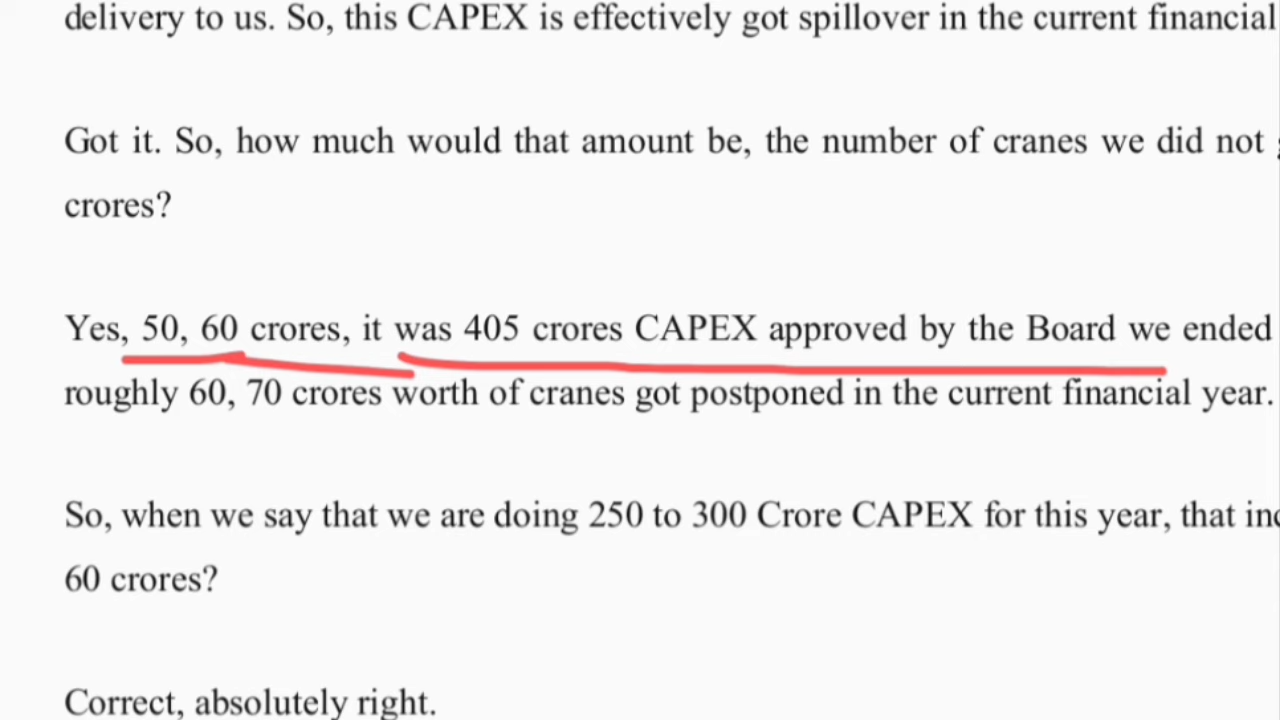 delivery to us. So, this CAPEX is effectively got spillover in the current financial
Got it. So, how much would that amount be, the number of cranes we did not
crores?
Yes, 50, 60 crores, it was 405 crores CAPEX approved by the Board we ended
roughly 60, 70 crores worth of cranes got postponed in the current financial year.
So, when we say that we are doing 250 to 300 Crore CAPEX for this year, that
60 crores?
Correct, absolutely right.